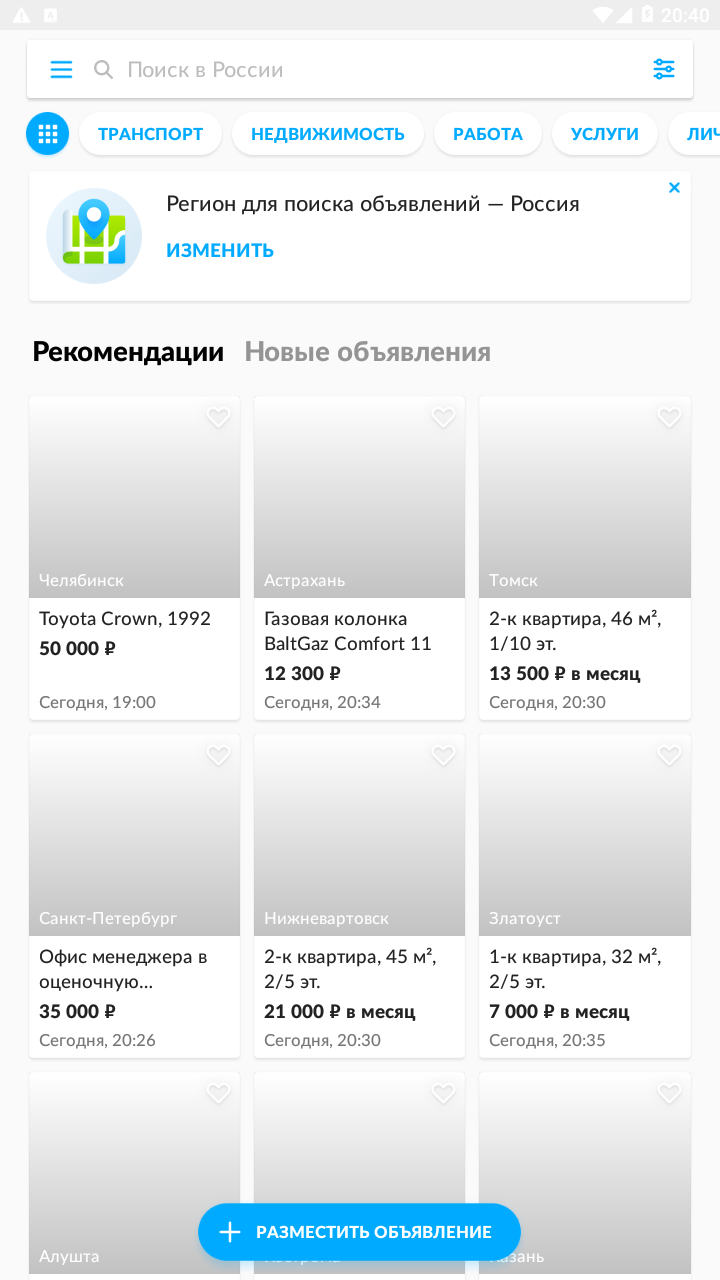 20:40
Поиск в России
ТРАНСПОРТ
НЕДВИЖИМОСТЬ
РАБОТА
УСЛУГИ
ЛИЧ
Регион для поиска объявлений — Россия
ИЗМЕНИТЬ
Рекомендации
Новые объявления
Челябинск
Toyota Crown, 1992
50 000 ₽
Сегодня, 19:00
Астрахань
Газовая колонка
BaltGaz Comfort 11
12 300 ₽
Сегодня, 20:34
Томск
2-к квартира, 46 м²,
1/10 эт.
13 500 ₽ в месяц
Сегодня, 20:30
Санкт-Петербург
Офис менеджера в
оценочную...
35 000 ₽
Сегодня, 20:26
Нижневартовск
2-к квартира, 45 м²,
2/5 эт.
21 000 ₽ в месяц
Сегодня, 20:30
Златоуст
1-к квартира, 32 м²,
2/5 эт.
7 000 ₽ в месяц
Сегодня, 20:35
Алушта
РАЗМЕСТИТЬ ОБЪЯВЛЕНИЕ